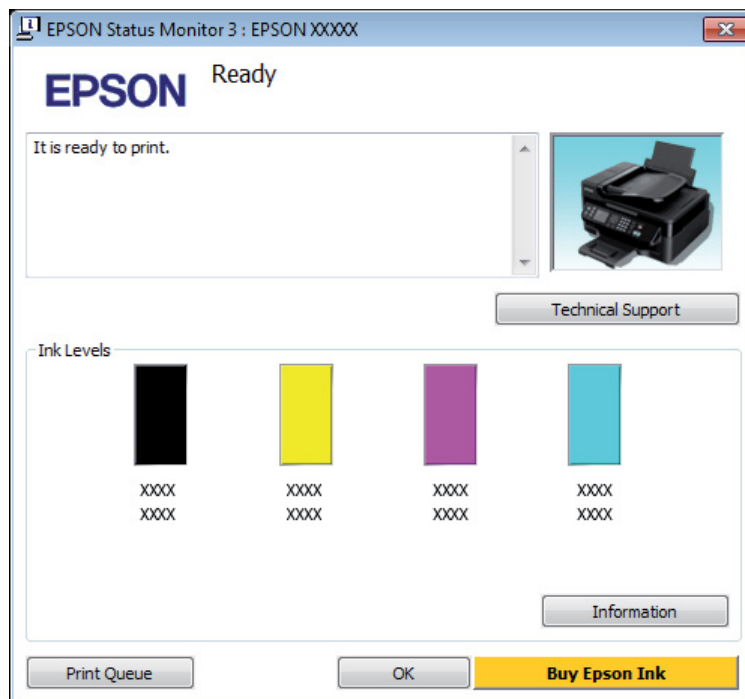 EPSON Status Monitor 3 : EPSON XXXXX
EPSON
Ready
It is ready to print.
Technical Support
Ink Levels
XXXX XXXX XXXX XXXX
XXXX XXXX XXXX XXXX
Information
Print Queue OK Buy Epson Ink